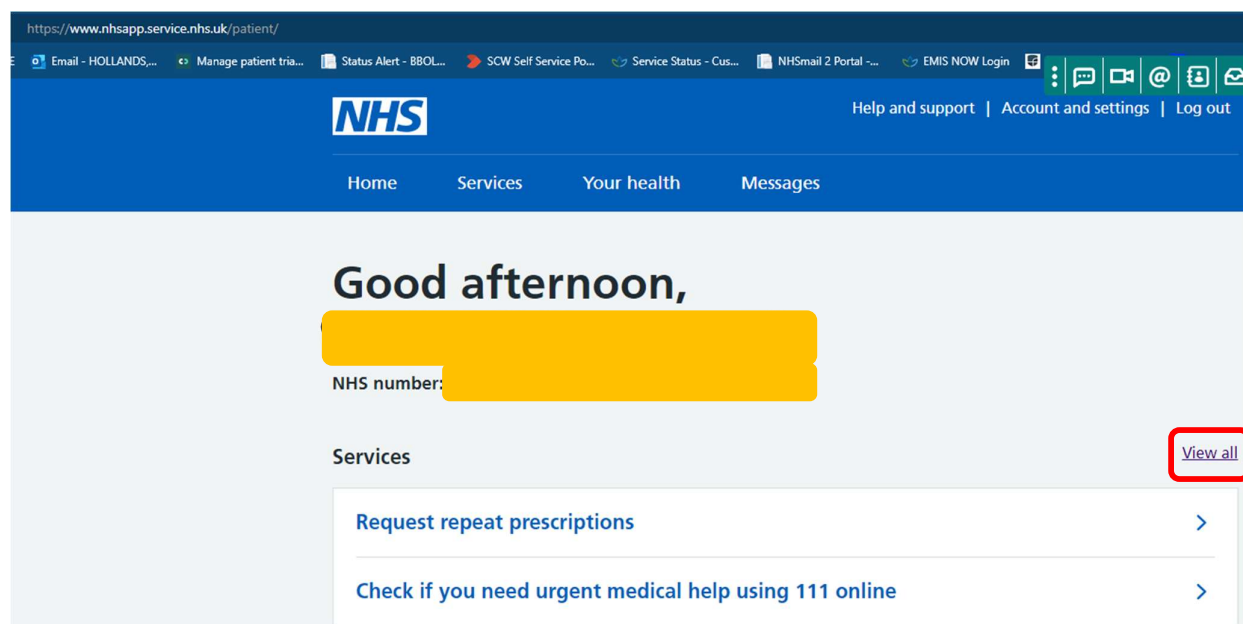 https://www.nhsapp.service.nhs.uk/patient/
E Email - HOLLANDS,... Manage patient tria... Status Alert - BBOL... SCW Self Service Po... Service Status - Cus... NHSmail 2 Portal -... EMIS NOW Login
NHS
Help and support | Account and settings | Log out
Home Services Your health Messages
Good afternoon,
NHS number:
Services
View all
Request repeat prescriptions
Check if you need urgent medical help using 111 online